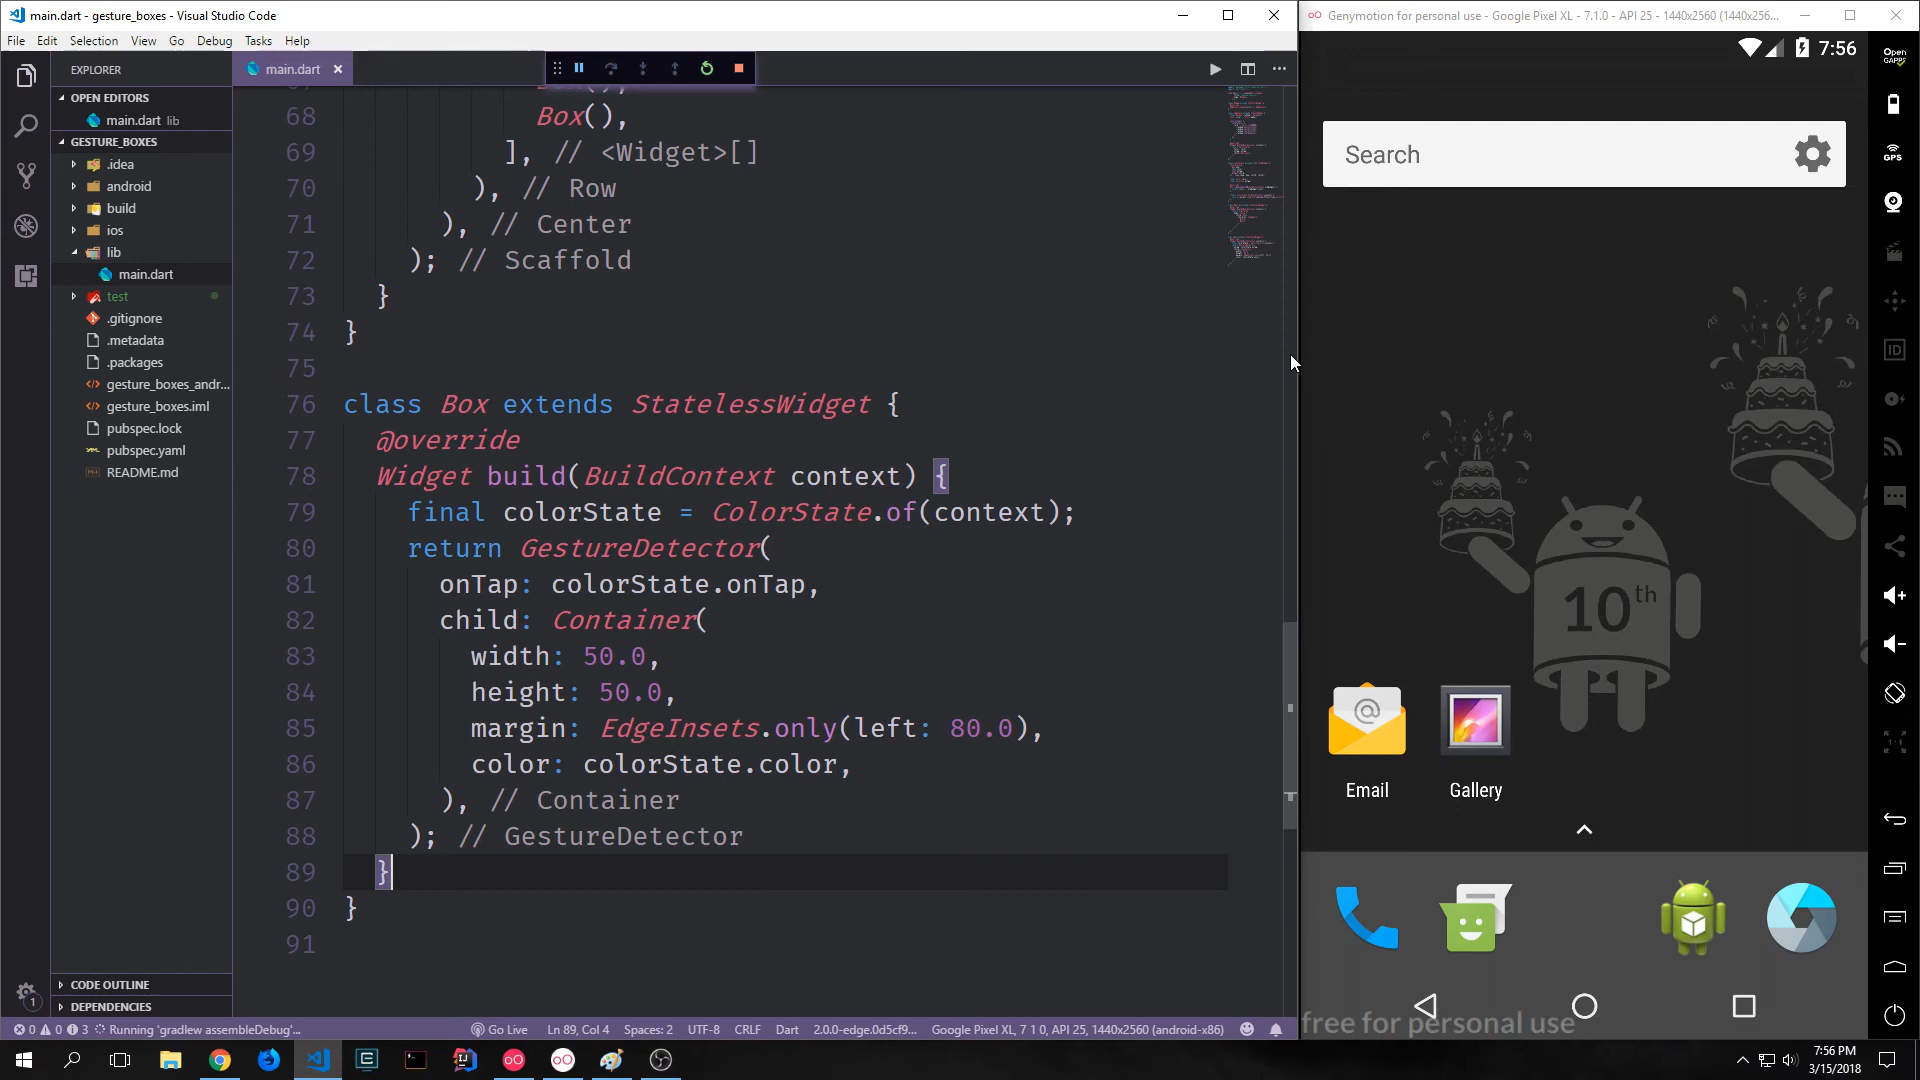 main.dart - gesture_boxes - Visual Studio Code
File Edit Selection View Go Debug Tasks Help
EXPLORER
OPEN EDITORS
main.dart lib
GESTURE_BOXES
.idea
android
build
ios
lib
main.dart
test
.gitignore
.metadata
.packages
gesture_boxes_andr...
gesture_boxes.iml
pubspec.lock
pubspec.yaml
README.md
CODE OUTLINE
DEPENDENCIES
main.dart
68 Box(),
69 ], // <Widget>[]
70 ), // Row
71 ), // Center
72 ); // Scaffold
73 }
74 }
75
76 class Box extends StatelessWidget {
77 @override
78 Widget build(BuildContext context) {
79 final colorState = ColorState.of(context);
80 return GestureDetector(
81 onTap: colorState.onTap,
82 child: Container(
83 width: 50.0,
84 height: 50.0,
85 margin: EdgeInsets.only(left: 80.0),
86 color: colorState.color,
87 ), // Container
88 ); // GestureDetector
89 }
90 }
91
1
0 0 3 Running 'gradlew assembleDebug'... Go Live Ln 89, Col 4 Spaces: 2 UTF-8 CRLF Dart 2.0.0-edge.0d5cf9... Google Pixel XL, 7 1 0, API 25, 1440x2560 (android-x86)
Genymotion for personal use - Google Pixel XL - 7.1.0 - API 25 - 1440x2560 (1440x256...
7:56
Search
10th
Email Gallery
free for personal use
Open
GAPPS
GPS
ID
1:1
7:56 PM
3/15/2018